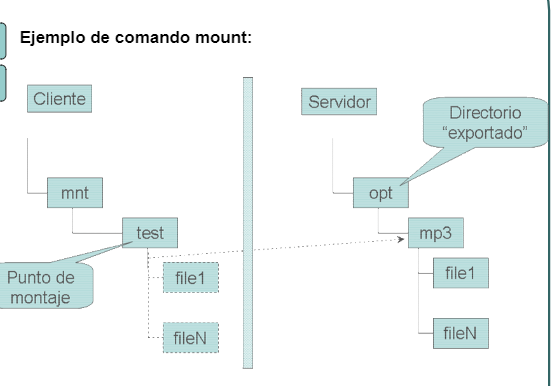 Ejemplo de comando mount:
Cliente
mnt
test
file1
fileN
Punto de
montaje
Servidor
Directorio
“exportado”
opt
mp3
file1
fileN